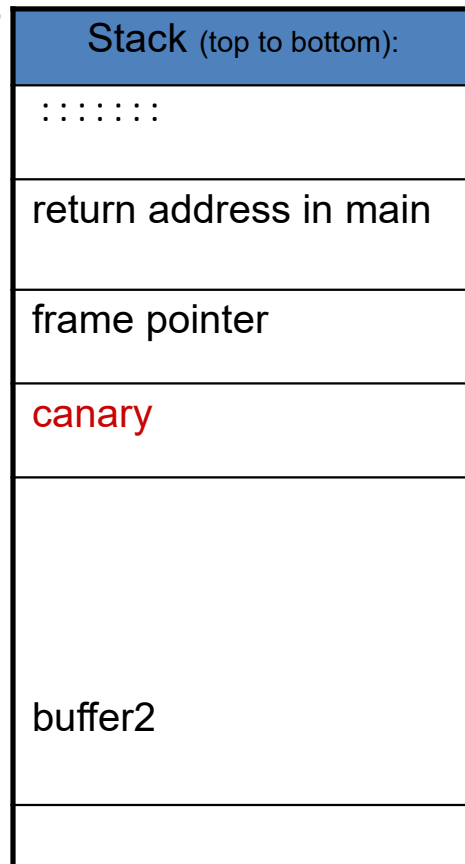 Stack (top to bottom):
: : : : : : :
return address in main
frame pointer
canary
buffer2